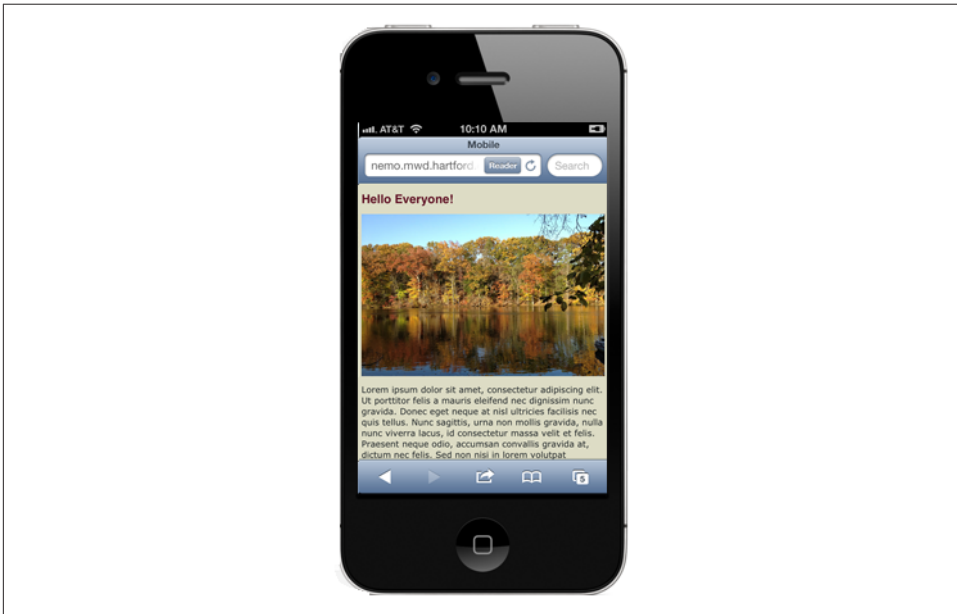 AT&T 10:10 AM
Mobile
nemo.mwd.hartford. Reader Search
Hello Everyone!
Lorem ipsum dolor sit amet, consectetur adipiscing elit.
Ut porttitor felis a mauris eleifend nec dignissim nunc
gravida. Donec eget neque at nisl ultricies facilisis nec
quis tellus. Nunc sagittis, urna non mollis gravida, nulla
nunc viverra lacus, id consectetur massa velit et felis.
Praesent neque odio, accumsan convallis gravida at,
dictum nec felis. Sed non nisi in lorem volutpat
5